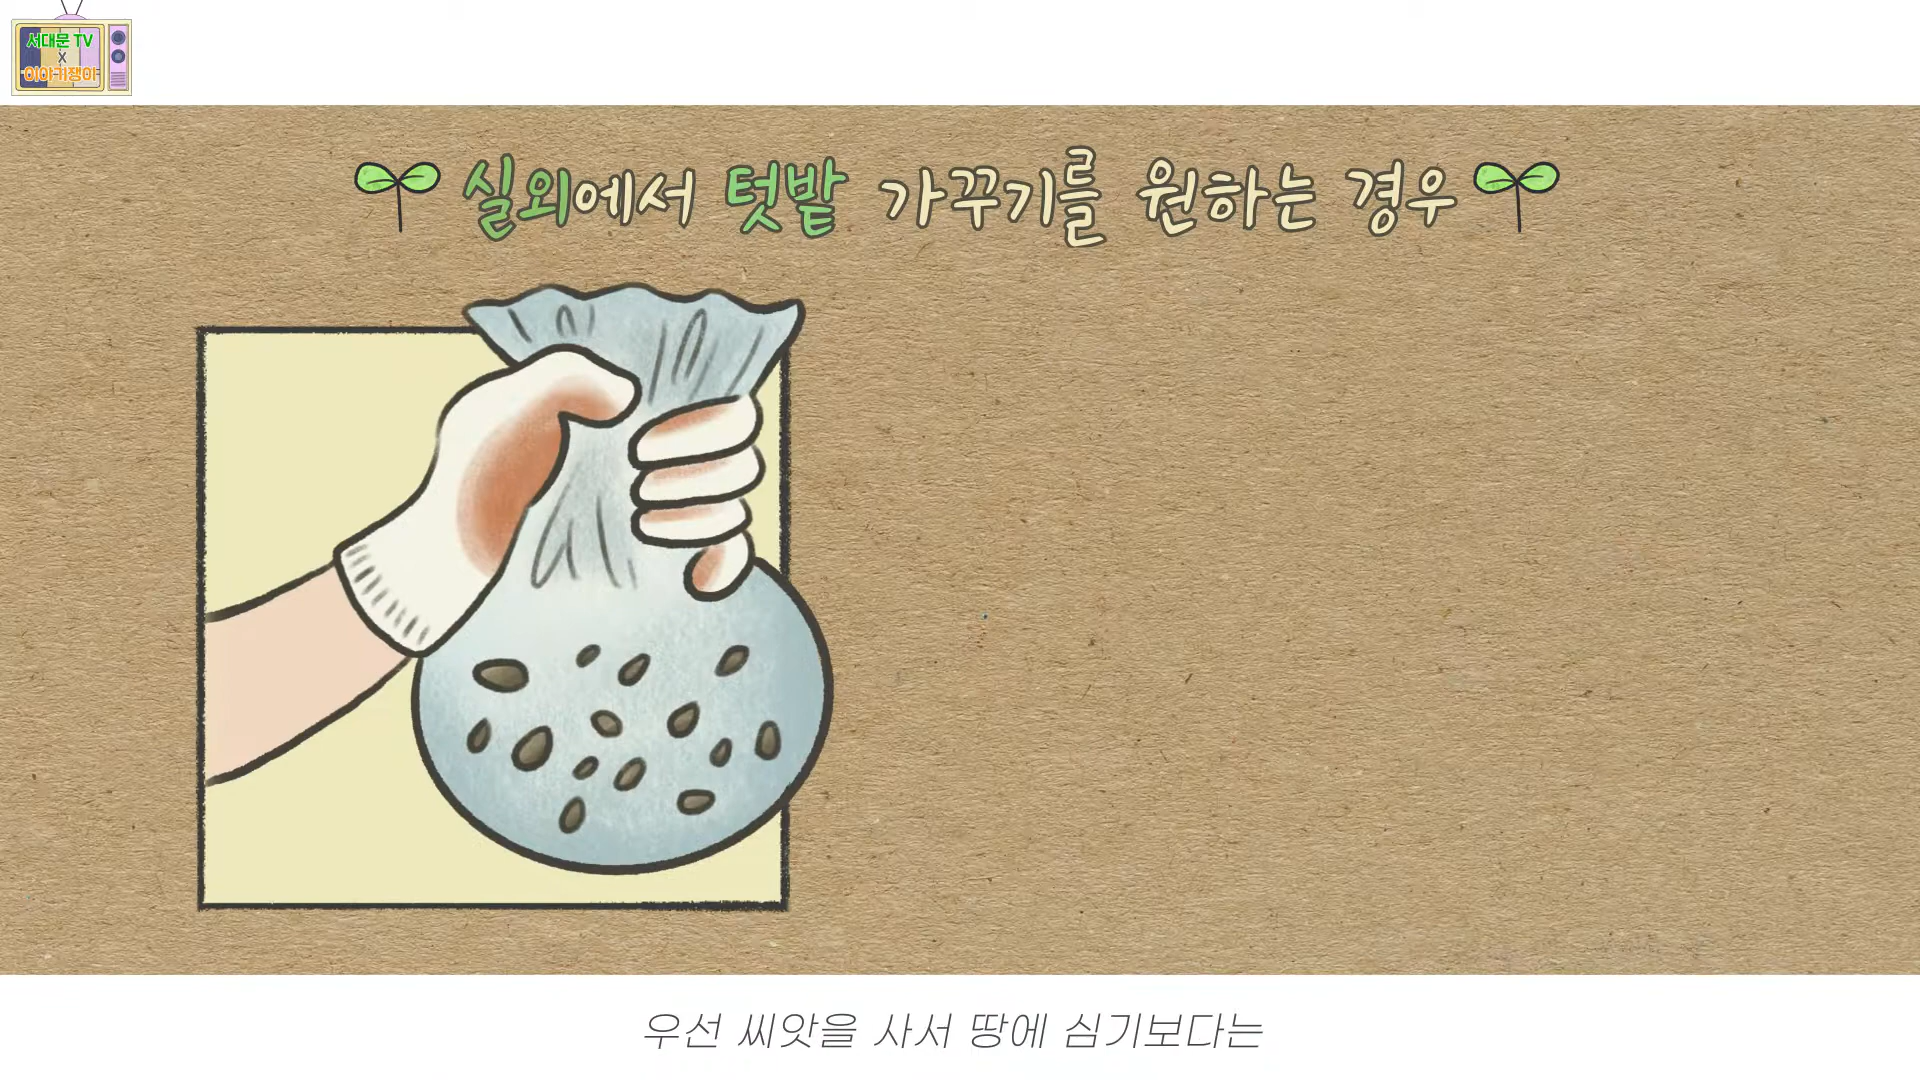 서대문 TV
X
이야기쟁이
실외에서 텃밭 가꾸기를 원하는 경우
우선 씨앗을 사서 땅에 심기보다는